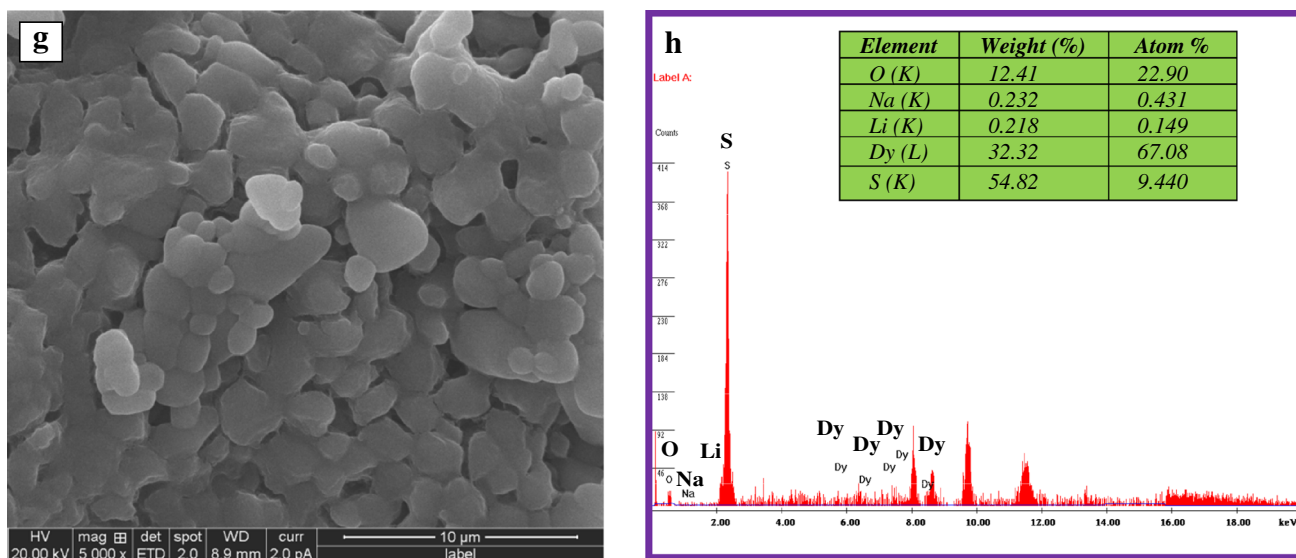 g
HV
mag
det
spot
WD
curr
10 µm
20.00 kV
5 000 x
ETD
2.0
8.9 mm
2.0 pA
label
h
Label A:
Element Weight (%) Atom %
O (K) 12.41 22.90
Na (K) 0.232 0.431
Li (K) 0.218 0.149
Dy (L) 32.32 67.08
S (K) 54.82 9.440
Counts
S
S
414
368
322
276
230
184
138
92
46
O
Na
Li
O
Na
Dy
Dy
Dy
Dy
Dy
Dy
Dy
Dy
Dy
2.00 4.00 6.00 8.00 10.00 12.00 14.00 16.00 18.00 keV